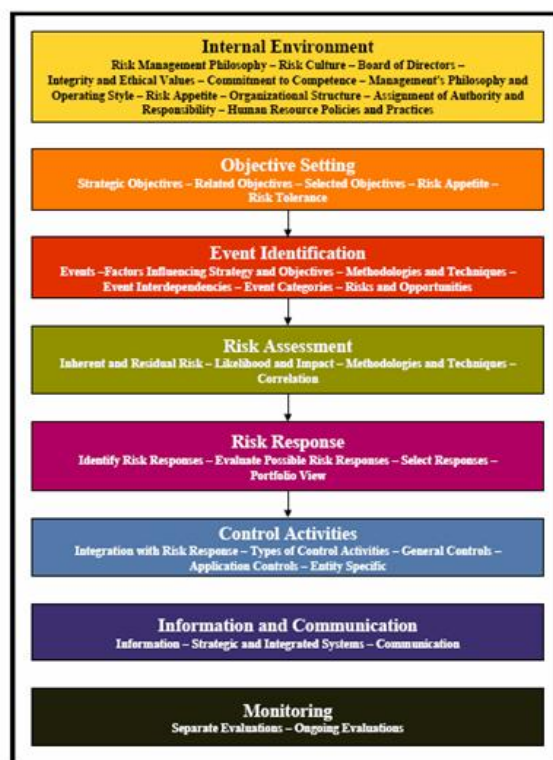 Internal Environment
Risk Management Philosophy – Risk Culture – Board of Directors –
Integrity and Ethical Values – Commitment to Competence – Management's Philosophy and
Operating Style – Risk Appetite – Organizational Structure – Assignment of Authority and
Responsibility – Human Resource Policies and Practices
Objective Setting
Strategic Objectives – Related Objectives – Selected Objectives – Risk Appetite –
Risk Tolerance
Event Identification
Events –Factors Influencing Strategy and Objectives – Methodologies and Techniques –
Event Interdependencies – Event Categories – Risks and Opportunities
Risk Assessment
Inherent and Residual Risk – Likelihood and Impact – Methodologies and Techniques –
Correlation
Risk Response
Identify Risk Responses – Evaluate Possible Risk Responses – Select Responses –
Portfolio View
Control Activities
Integration with Risk Response – Types of Control Activities – General Controls –
Application Controls – Entity Specific
Information and Communication
Information – Strategic and Integrated Systems – Communication
Monitoring
Separate Evaluations – Ongoing Evaluations